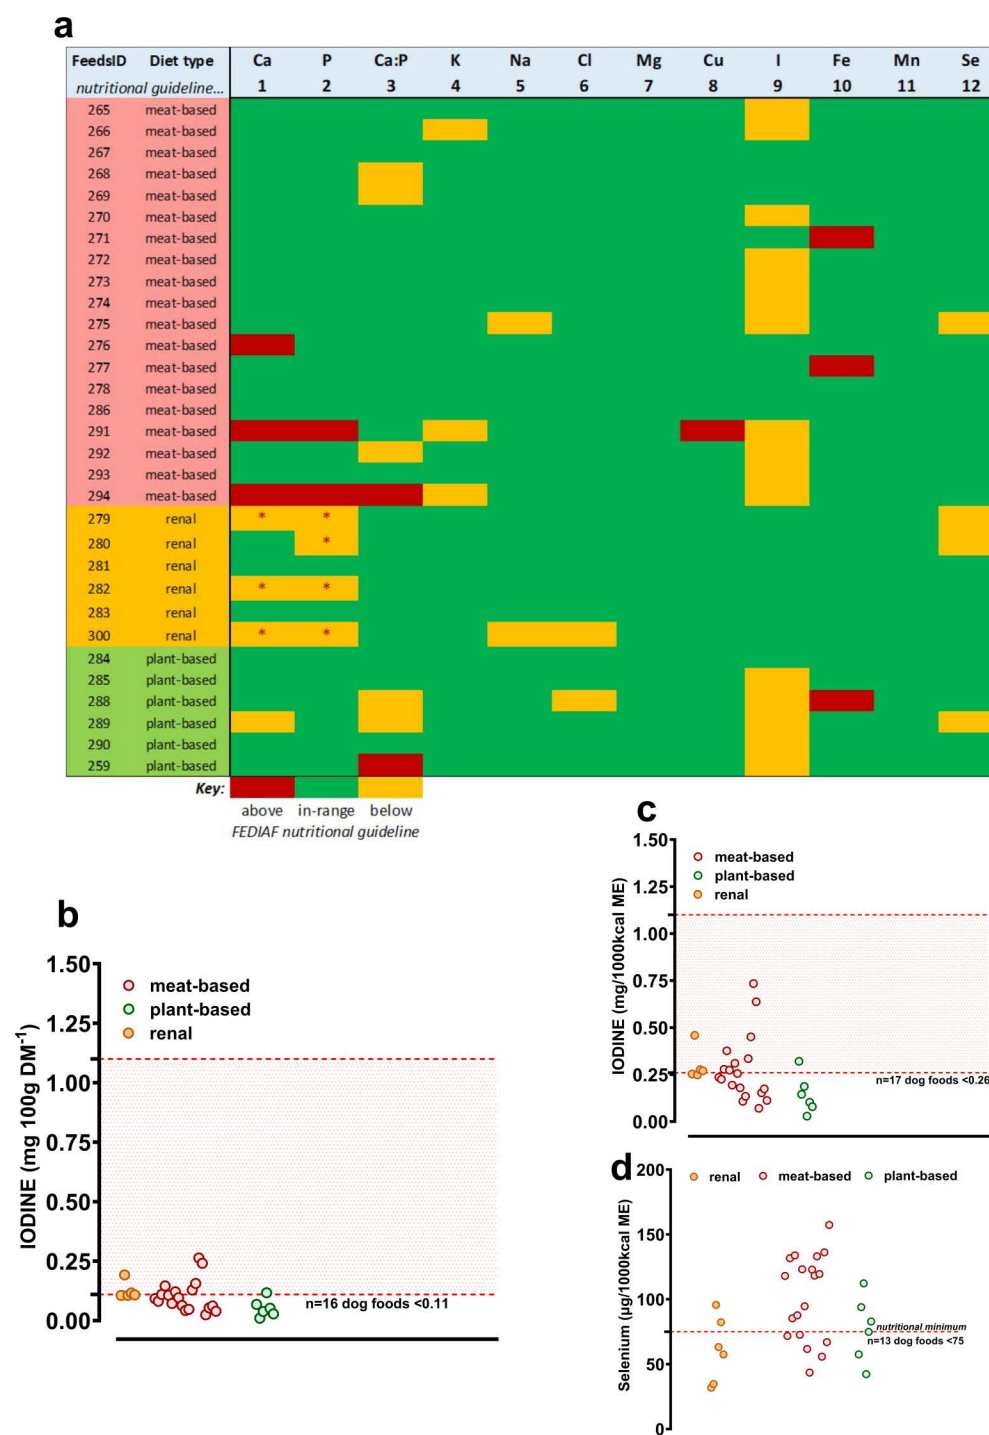 a
FeedsID Diet type Ca P Ca:P K Na Cl Mg Cu I Fe Mn Se
nutritional guideline... 1 2 3 4 5 6 7 8 9 10 11 12
265 meat-based
266 meat-based
267 meat-based
268 meat-based
269 meat-based
270 meat-based
271 meat-based
272 meat-based
273 meat-based
274 meat-based
275 meat-based
276 meat-based
277 meat-based
278 meat-based
286 meat-based
291 meat-based
292 meat-based
293 meat-based
294 meat-based
279 renal * *
280 renal *
281 renal
282 renal * *
283 renal
300 renal * *
284 plant-based
285 plant-based
288 plant-based
289 plant-based
290 plant-based
259 plant-based
Key:
above in-range below
FEDIAF nutritional guideline
b
IODINE (mg 100g DM⁻¹)
1.50
1.25
1.00
0.75
0.50
0.25
0.00
meat-based
plant-based
renal
n=16 dog foods <0.11
c
IODINE (mg/1000kcal ME)
1.50
1.25
1.00
0.75
0.50
0.25
0.00
meat-based
plant-based
renal
n=17 dog foods <0.26
d
Selenium (µg/1000kcal ME)
200
150
100
50
0
renal meat-based plant-based
nutritional minimum
n=13 dog foods <75